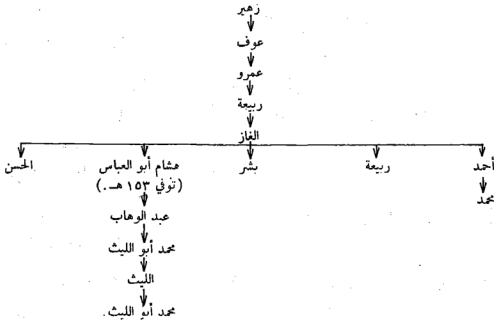 زهير
عوف
عمرو
ربيعة
الغاز
أحمد ربيعة بشر هشام أبو العباس الحسن
(توفي ١٥٣ هـ.)
محمد
عبد الوهاب
محمد أبو الليث
الليث
محمد أبو الليث.